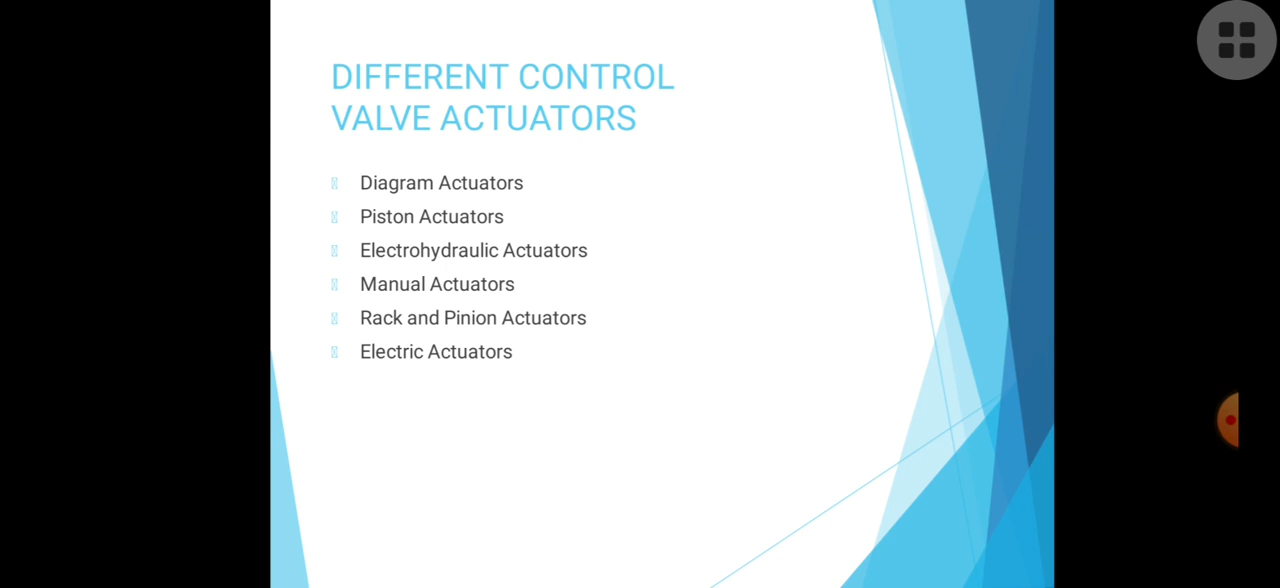 DIFFERENT CONTROL
VALVE ACTUATORS
Diagram Actuators
Piston Actuators
Electrohydraulic Actuators
Manual Actuators
Rack and Pinion Actuators
Electric Actuators